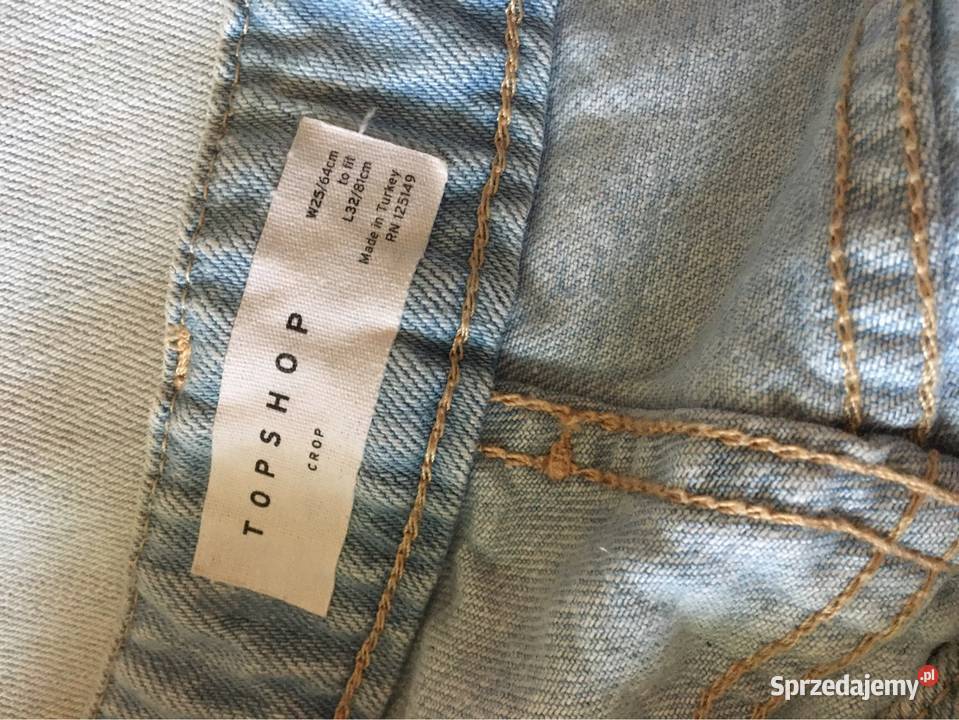 TOPSHOP
CROP
W25/64cm
to fit
L32/81cm
Made in Turkey
RN 125149
Sprzedajemy.pl